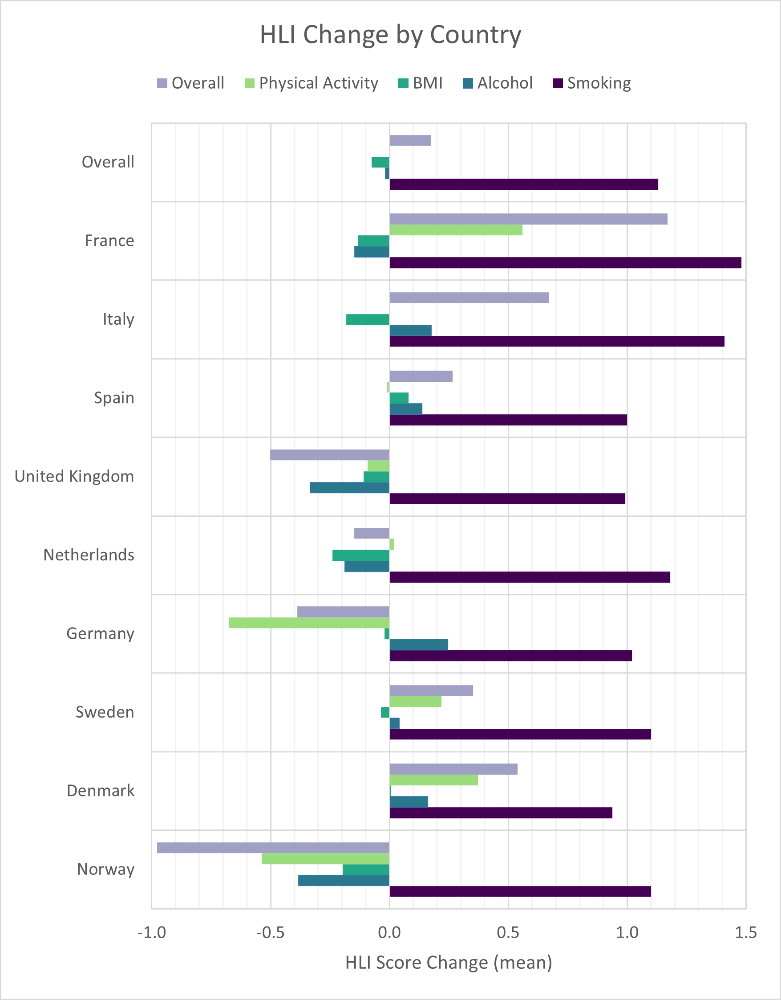 HLI Change by Country
Overall Physical Activity BMI Alcohol Smoking
Overall
France
Italy
Spain
United Kingdom
Netherlands
Germany
Sweden
Denmark
Norway
-1.0 -0.5 0.0 0.5 1.0 1.5
HLI Score Change (mean)